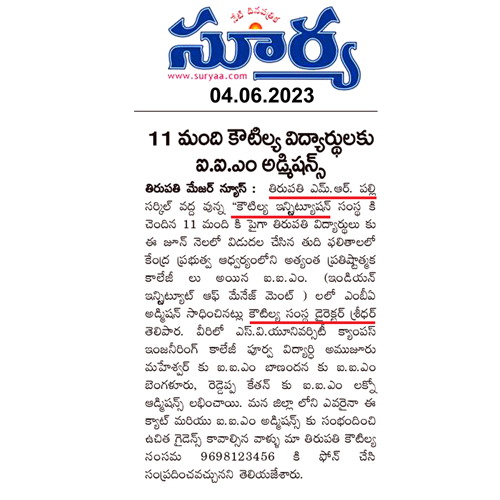 నేటి దినపత్రిక
సూర్య
www.suryaa.com
04.06.2023
11 మంది కౌటిల్య విద్యార్థులకు
ఐ.ఐ.ఎం అడ్మిషన్స్
తిరుపతి మేజర్ న్యూస్ : తిరుపతి ఎమ్.ఆర్. పల్లి
సర్కిల్ వద్ద వున్న "కౌటిల్య ఇన్స్టిట్యూషన్ సంస్థ కి
చెందిన 11 మంది కి పైగా తిరుపతి విద్యార్థులు కు
ఈ జూన్ నెలలో విడుదల చేసిన తుది ఫలితాలలో
కేంద్ర ప్రభుత్వ ఆధ్వర్యంలోని అత్యంత ప్రతిష్టాత్మక
కాలేజీ లు అయిన ఐ.ఐ.ఎం. (ఇండియన్
ఇన్స్టిట్యూట్ ఆఫ్ మేనేజ్ మెంట్ ) లలో ఎంబీఏ
అడ్మిషన్ సాధించినట్లు కౌటిల్య సంస్థ డైరెక్టర్ శ్రీధర్
తెలిపార. వీరిలో ఎస్.వి.యూనివర్సిటీ క్యాంపస్
ఇంజనీరింగ్ కాలేజీ పూర్వ విద్యార్థి అముజూరు
మహేశ్వర్ కు ఐ.ఐ.ఎం బాణందన కు ఐ.ఐ.ఎం
బెంగళూరు, రెడ్డెప్ప కేతన్ కు ఐ.ఐ.ఎం లక్నో
ఆడ్మిషన్స్ లభించాయి. మన జిల్లా లోని ఎవరైనా ఈ
క్యాట్ మరియు ఐ.ఐ.ఎం అడ్మిషన్స్ కు సంభందించి
ఉచిత గైడెన్స్ కావాల్సిన వాళ్ళు మా తిరుపతి కౌటిల్య
సంసమ 9698123456 కి ఫోన్ చేసి
సంప్రదించవచ్చునని తెలియజేశారు.